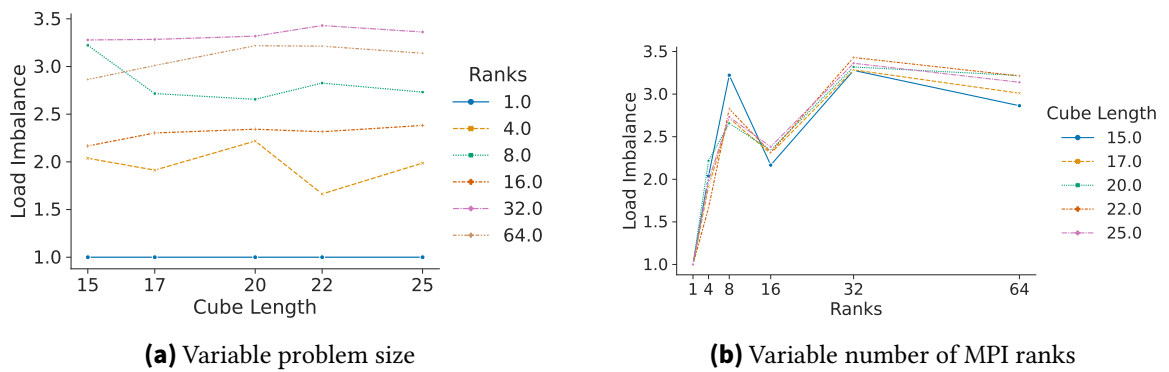 3.5
3.0
2.5
2.0
1.5
1.0
Load Imbalance
15 17 20 22 25
Cube Length
Ranks
1.0
4.0
8.0
16.0
32.0
64.0
(a) Variable problem size
3.5
3.0
2.5
2.0
1.5
1.0
Load Imbalance
1 4 8 16 32 64
Ranks
Cube Length
15.0
17.0
20.0
22.0
25.0
(b) Variable number of MPI ranks